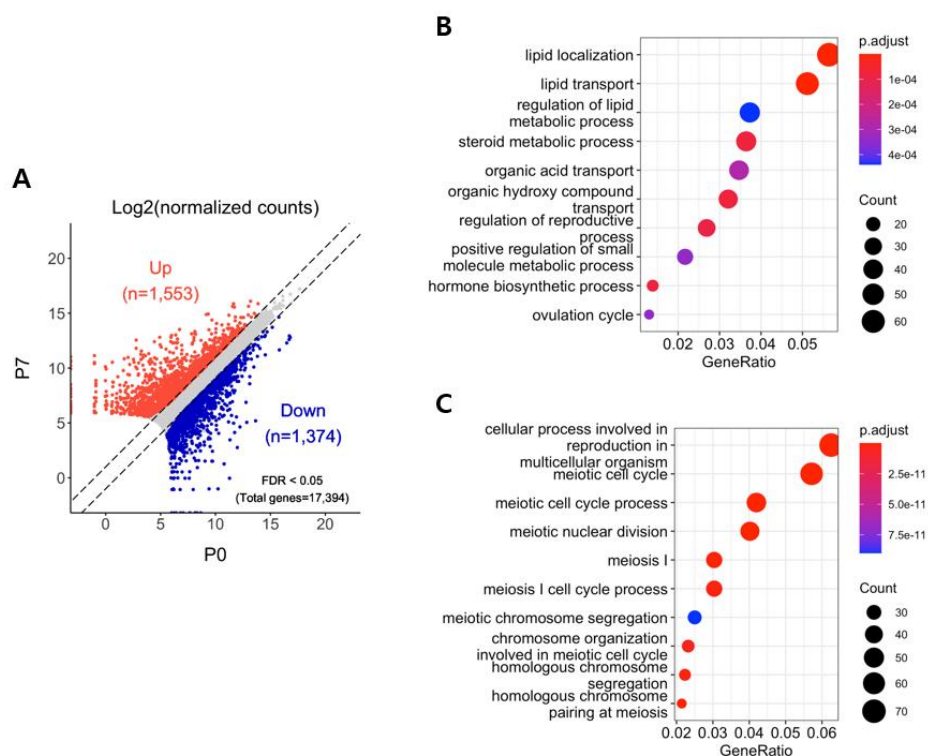 A
Log2(normalized counts)
20
15
10
5
0
P7
Up
(n=1,553)
Down
(n=1,374)
FDR < 0.05
(Total genes=17,394)
0
5
10
15
20
P0
B
lipid localization
lipid transport
regulation of lipid
metabolic process
steroid metabolic process
organic acid transport
organic hydroxy compound
transport
regulation of reproductive
process
positive regulation of small
molecule metabolic process
hormone biosynthetic process
ovulation cycle
0.02
0.03
0.04
0.05
GeneRatio
p.adjust
1e-04
2e-04
3e-04
4e-04
Count
20
30
40
50
60
C
cellular process involved in
reproduction in
multicellular organism
meiotic cell cycle
meiotic cell cycle process
meiotic nuclear division
meiosis I
meiosis I cell cycle process
meiotic chromosome segregation
chromosome organization
involved in meiotic cell cycle
homologous chromosome
segregation
homologous chromosome
pairing at meiosis
0.02
0.03
0.04
0.05
0.06
GeneRatio
p.adjust
2.5e-11
5.0e-11
7.5e-11
Count
30
40
50
60
70